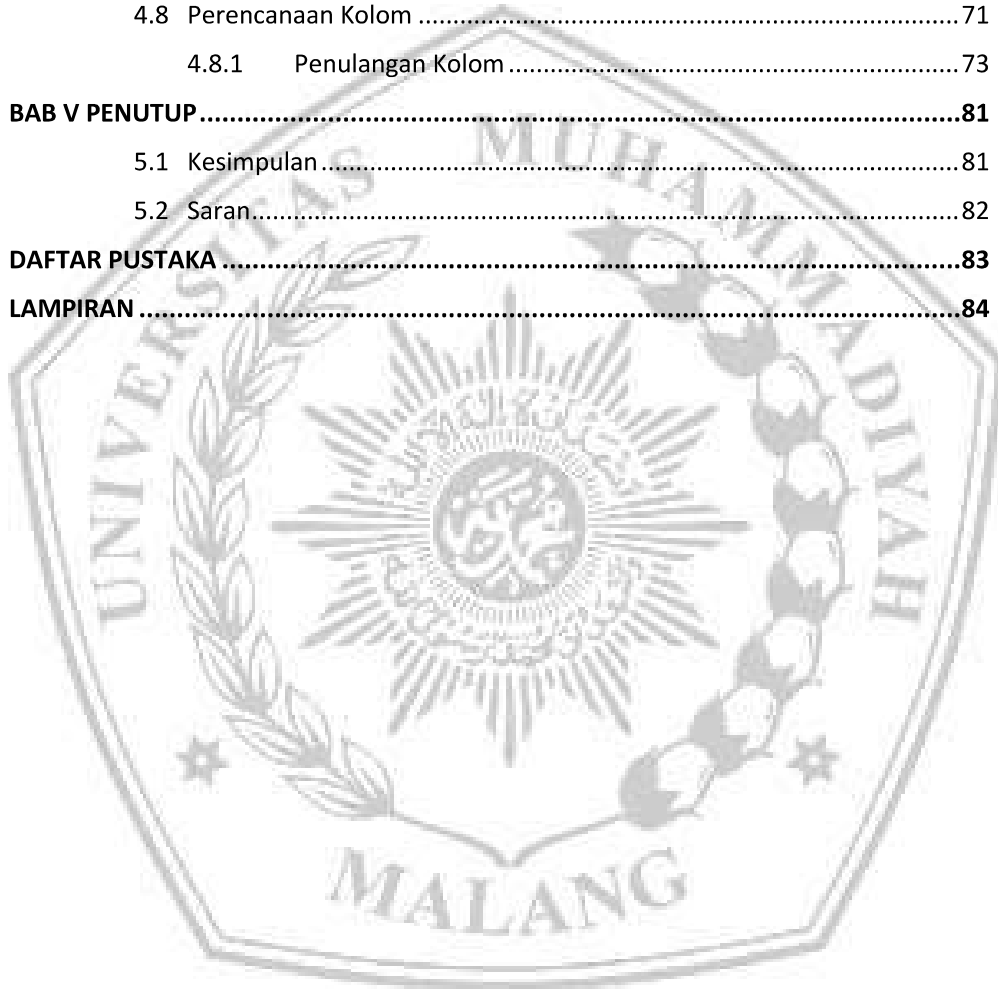 4.8 Perencanaan Kolom ........ 71
4.8.1 Penulangan Kolom ........ 73
BAB V PENUTUP ........ 81
5.1 Kesimpulan ........ 81
5.2 Saran ........ 82
DAFTAR PUSTAKA ........ 83
LAMPIRAN ........ 84
UNIVERSITAS MUHAMMADIYAH
MALANG